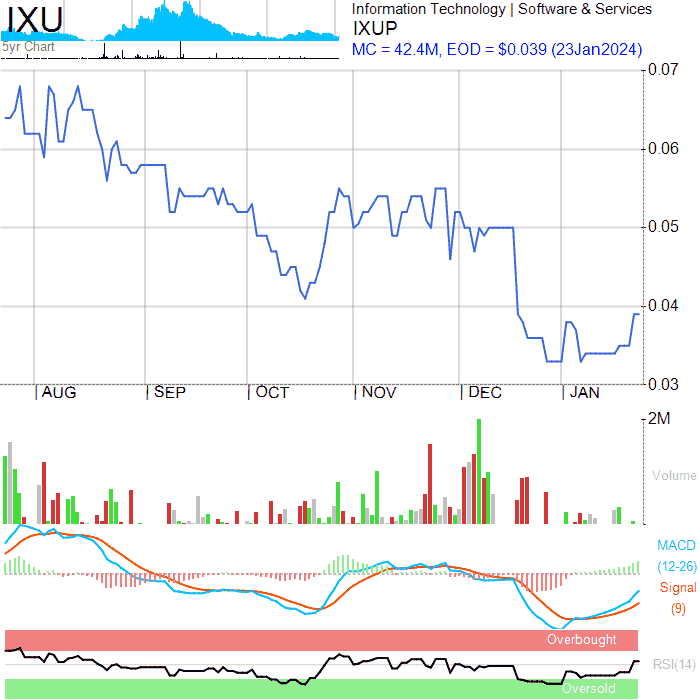 IXU
5yr Chart
Information Technology | Software & Services
IXUP
MC = 42.4M, EOD = $0.039 (23Jan2024)
0.07
0.06
0.05
0.04
0.03
AUG
SEP
OCT
NOV
DEC
JAN
2M
Volume
MACD
(12-26)
Signal
(9)
Overbought
RSI(14)
Oversold